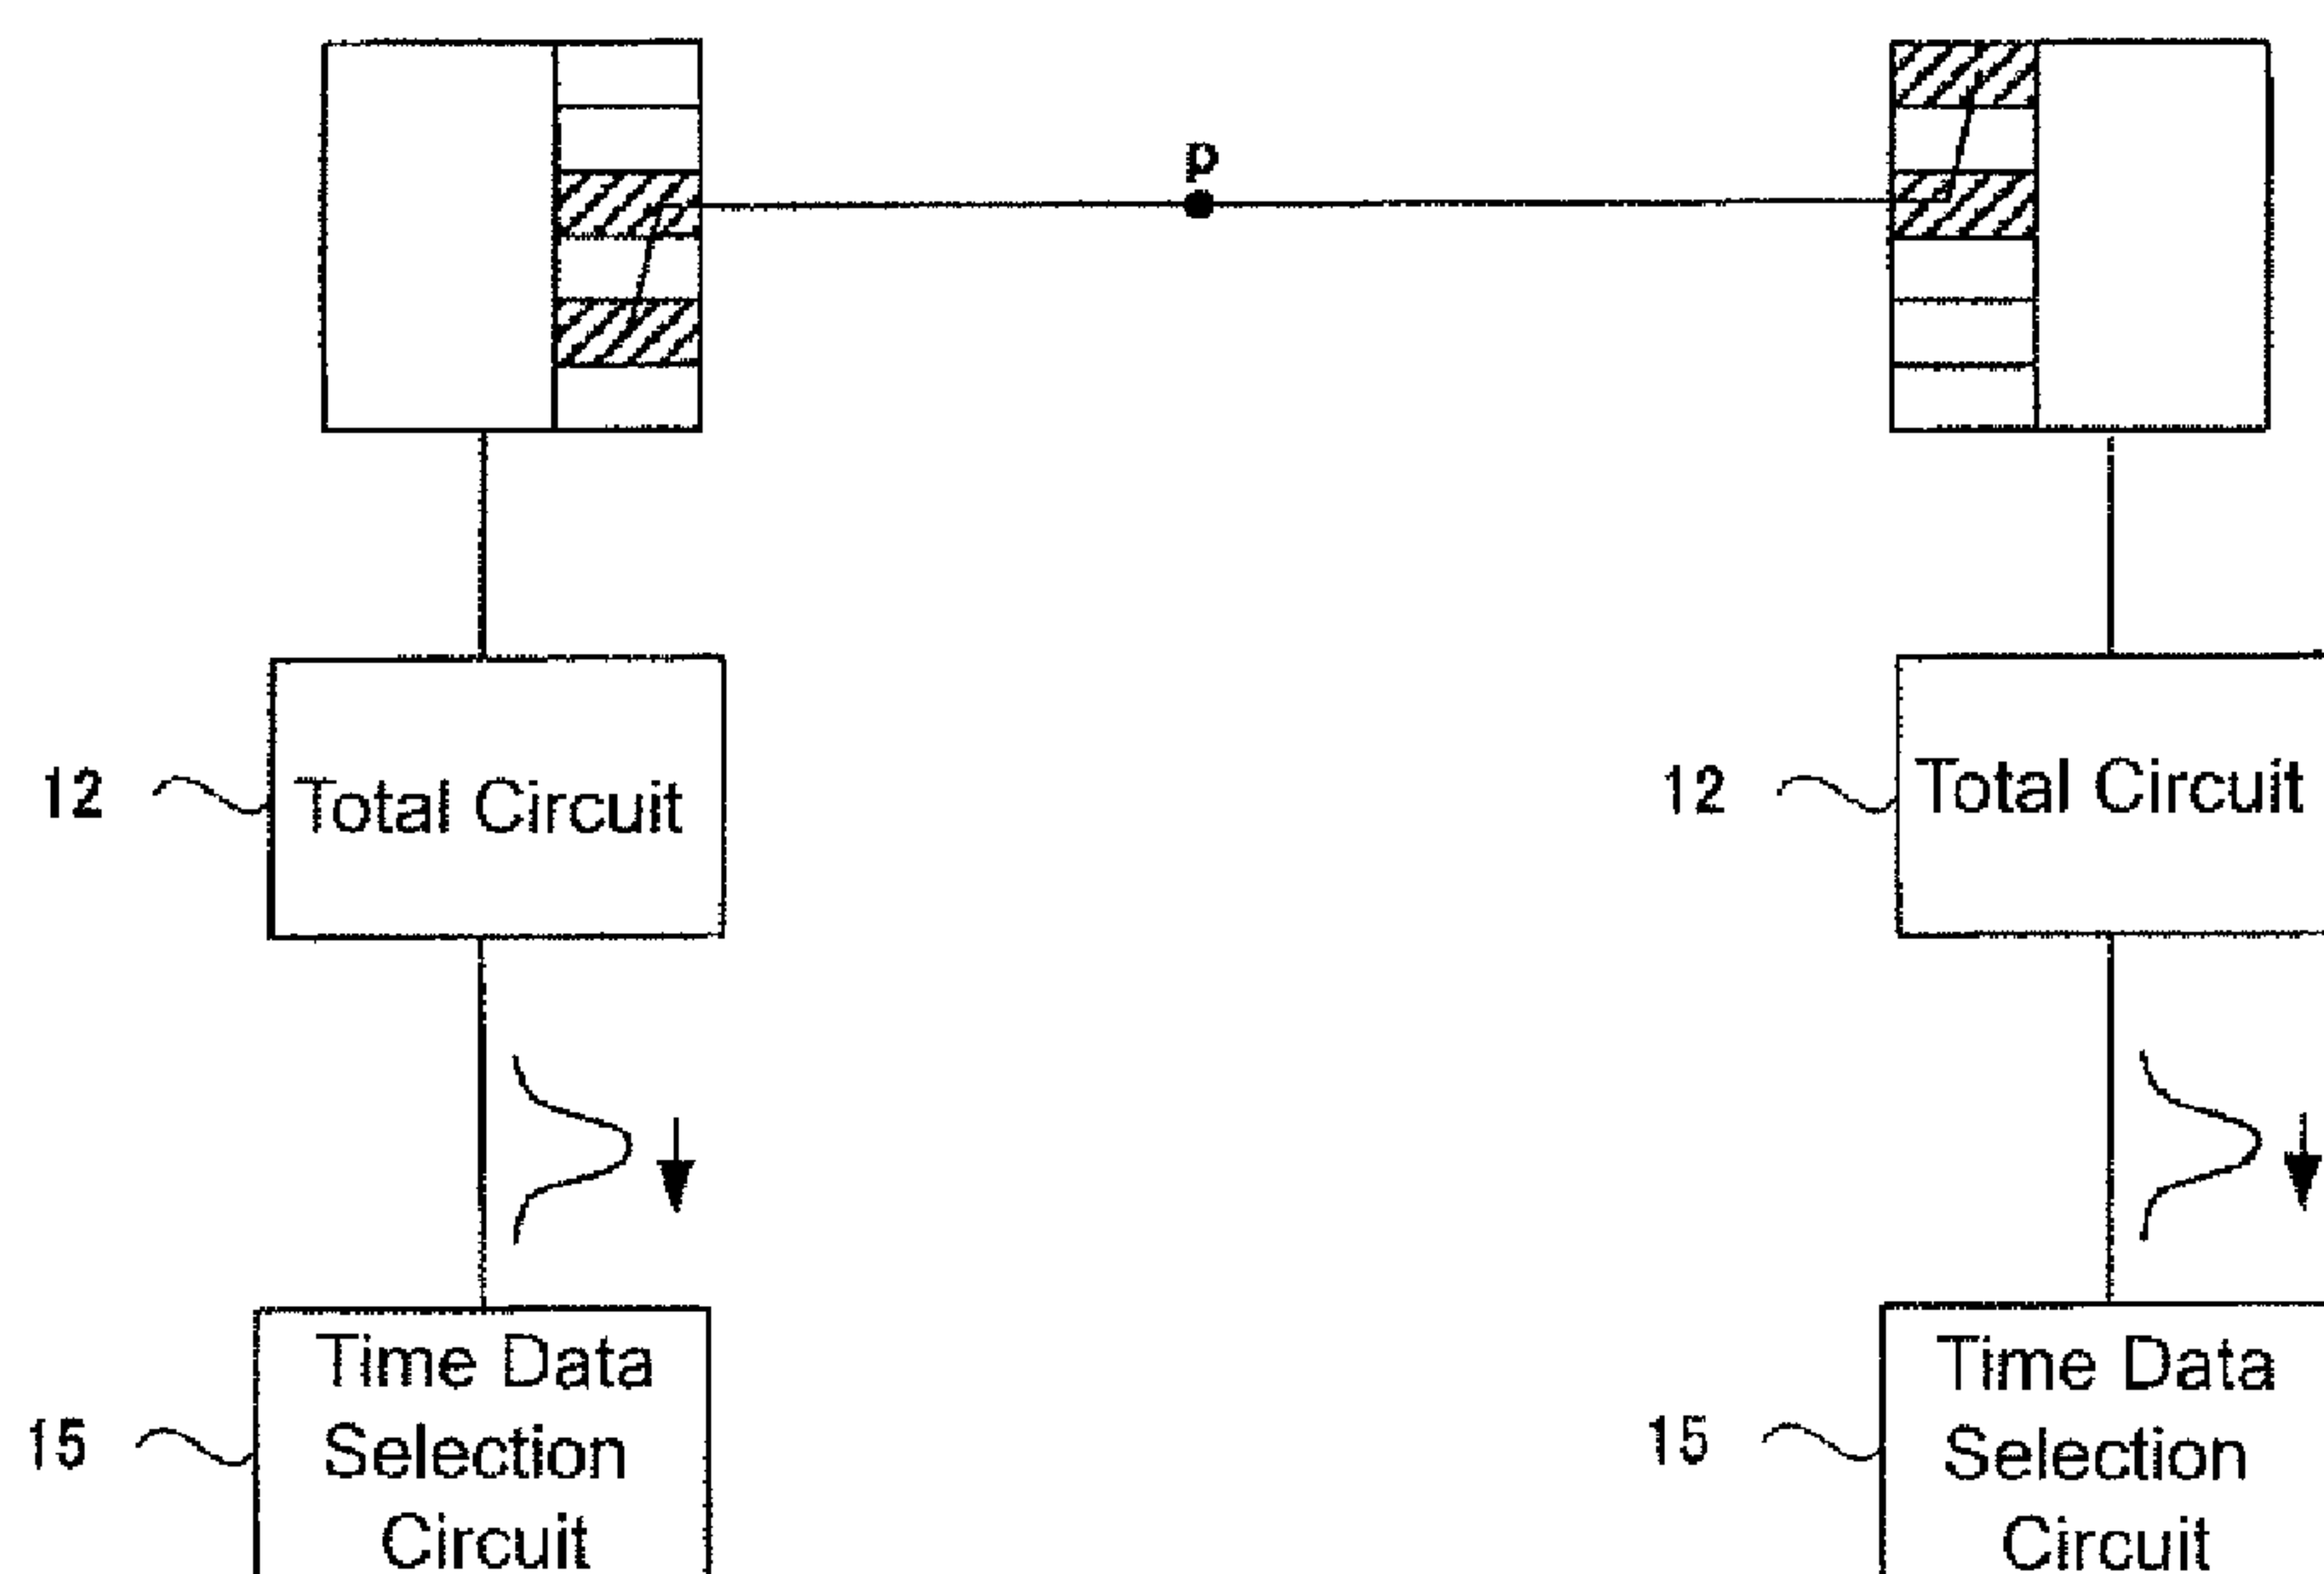 P
12 Total Circuit
12 Total Circuit
15 Time Data
Selection
Circuit
15 Time Data
Selection
Circuit